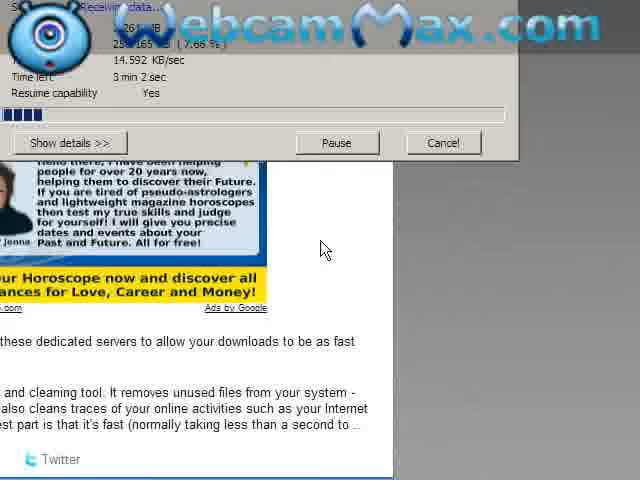 WebcamMax.com
Receiving data...
( 7.66 % )
14.592 KB/sec
Time left
3 min 2 sec
Resume capability
Yes
Show details >>
Pause
Cancel
Hello there, I have been helping
people for over 20 years now,
helping them to discover their Future.
If you are tired of pseudo-astrologers
and lightweight magazine horoscopes
then test my true skills and judge
for yourself! I will give you precise
dates and events about your
Past and Future. All for free!
Jenna
our Horoscope now and discover all
ances for Love, Career and Money!
.com
Ads by Google
these dedicated servers to allow your downloads to be as fast
and cleaning tool. It removes unused files from your system -
also cleans traces of your online activities such as your Internet
est part is that it's fast (normally taking less than a second to ..
Twitter